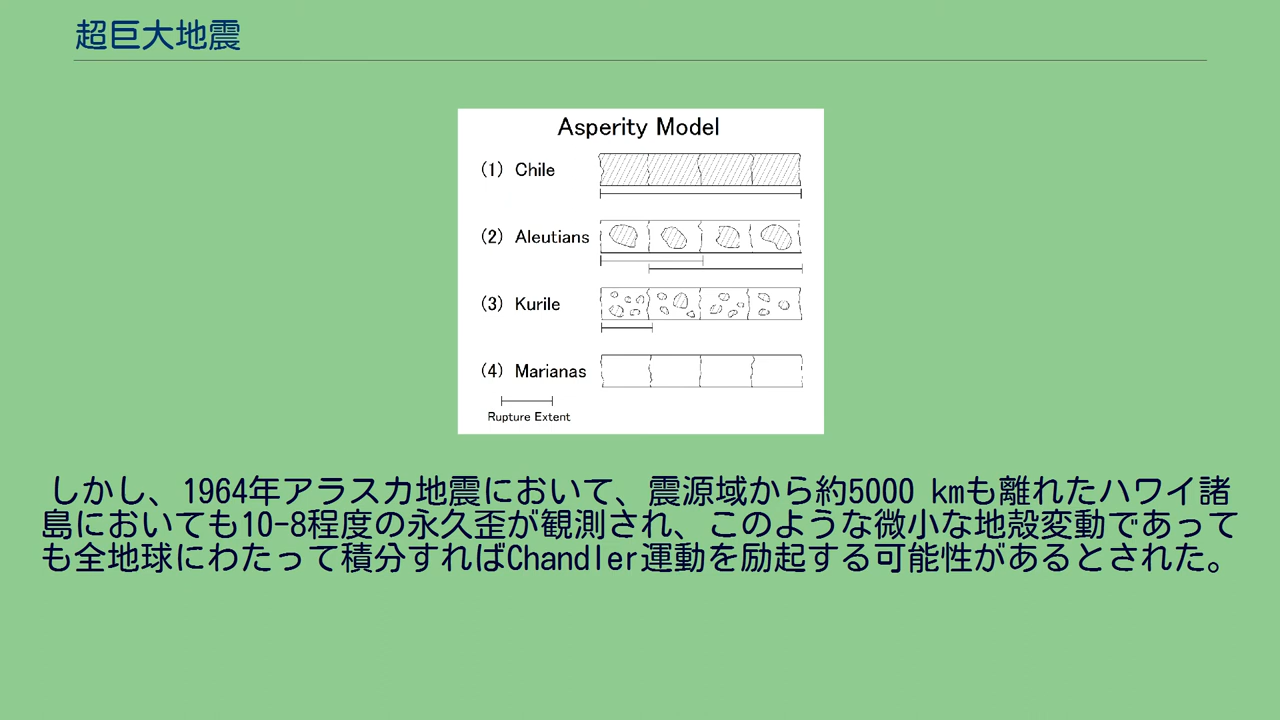 超巨大地震
Asperity Model
(1) Chile
(2) Aleutians
(3) Kurile
(4) Marianas
Rupture Extent
しかし、1964年アラスカ地震において、震源域から約5000 kmも離れたハワイ諸
島においても10-8程度の永久歪が観測され、このような微小な地殻変動であって
も全地球にわたって積分すればChandler運動を励起する可能性があるとされた。